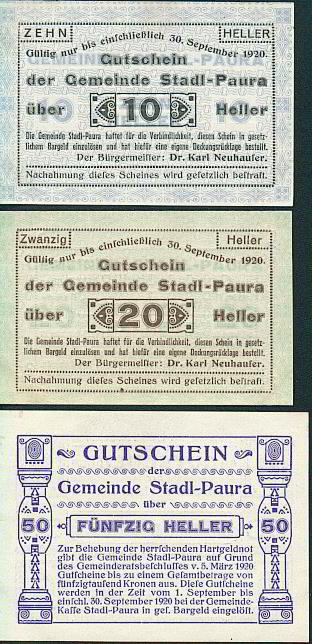 ZEHN HELLER
Gültig nur bis einschließlich 30. September 1920.
Gutschein
der Gemeinde Stadl-Paura
über 10 Heller
Die Gemeinde Stadl-Paura haftet für die Verbindlichkeit, diesen Schein in gesetz-
lichem Bargeld einzulösen und hat hiefür eine eigene Deckungsrücklage bestellt.
Der Bürgermeister: Dr. Karl Neuhauser.
Nachahmung dieses Scheines wird gesetzlich bestraft.
Zwanzig Heller
Gültig nur bis einschließlich 30. September 1920.
Gutschein
der Gemeinde Stadl-Paura
über 20 Heller
Die Gemeinde Stadl-Paura haftet für die Verbindlichkeit, diesen Schein in gesetz-
lichem Bargeld einzulösen und hat hiefür eine eigene Deckungsrücklage bestellt.
Der Bürgermeister: Dr. Karl Neuhauser.
Nachahmung dieses Scheines wird gesetzlich bestraft.
GUTSCHEIN
der
Gemeinde Stadl-Paura
über
50 FÜNFZIG HELLER 50
Zur Behebung der herrschenden Hartgeldnot
gibt die Gemeinde Stadl-Paura auf Grund
des Gemeinderatsbeschlusses v. 5. März 1920
Gutscheine bis zu einem Gesamtbetrage von
fünfzigtausend Kronen aus. Diese Gutscheine
werden in der Zeit vom 1. September bis
einschl. 30. September 1920 bei der Gemeinde-
Kasse Stadl-Paura in gef. Bargeld eingelöst.